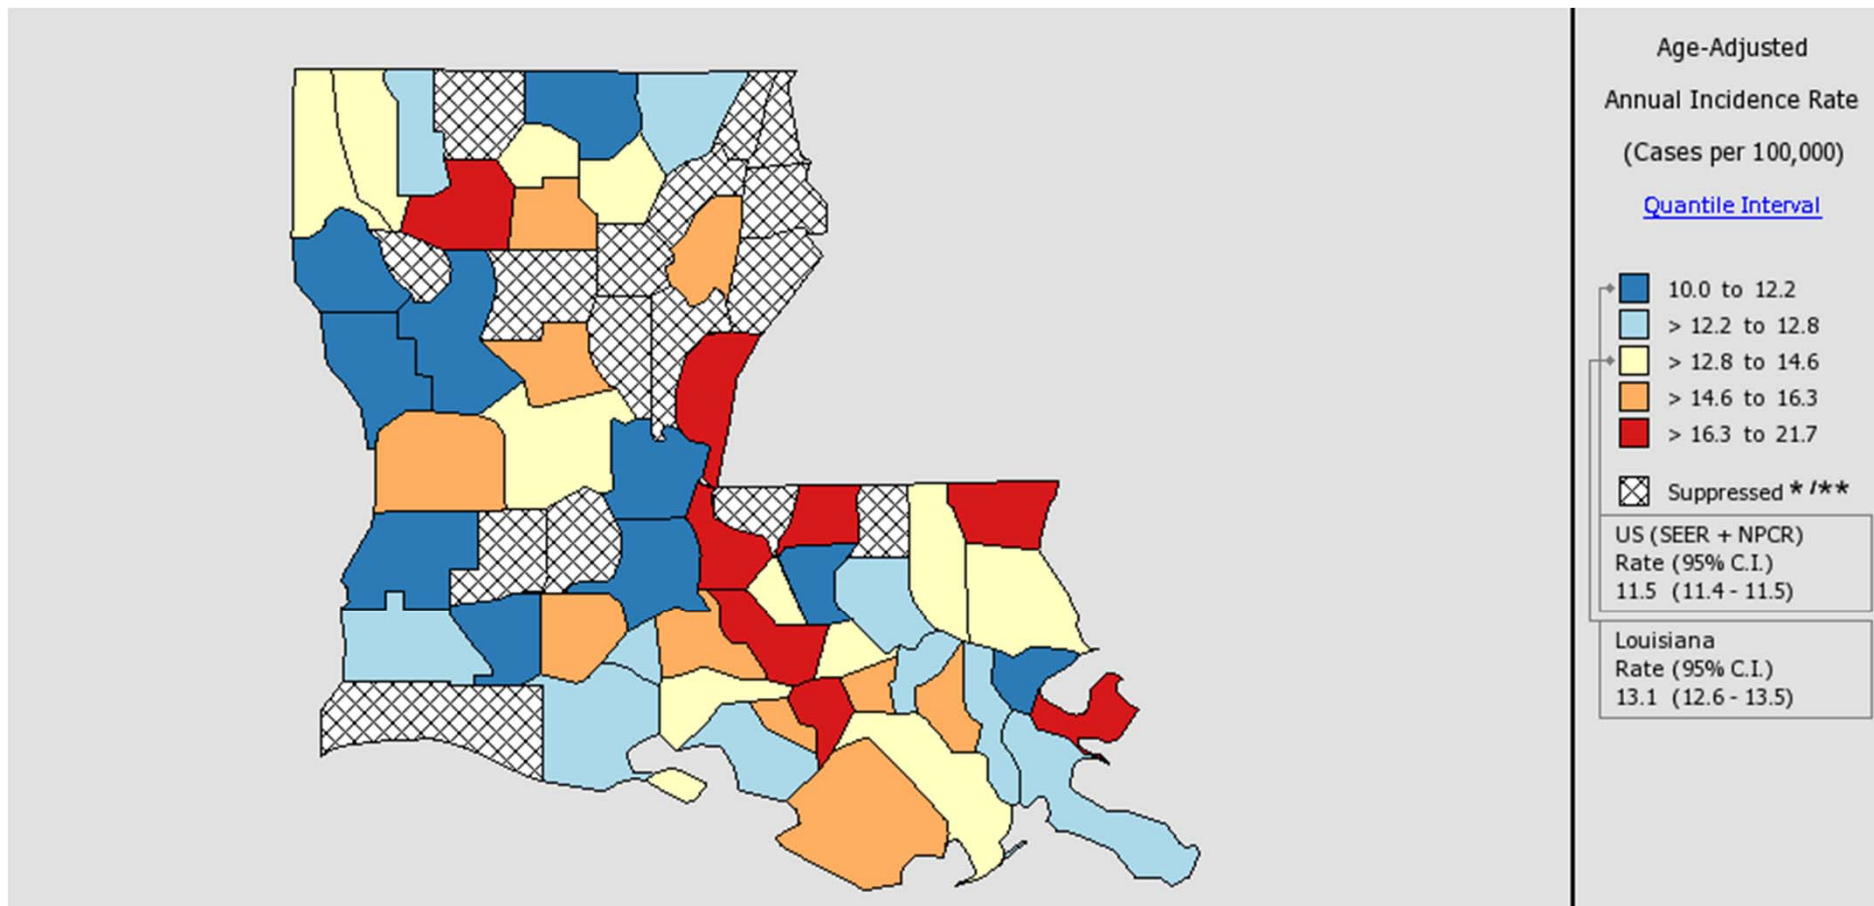 Age-Adjusted
Annual Incidence Rate
(Cases per 100,000)
Quantile Interval
10.0 to 12.2
> 12.2 to 12.8
> 12.8 to 14.6
> 14.6 to 16.3
> 16.3 to 21.7
Suppressed */**
US (SEER + NPCR)
Rate (95% C.I.)
11.5 (11.4 - 11.5)
Louisiana
Rate (95% C.I.)
13.1 (12.6 - 13.5)